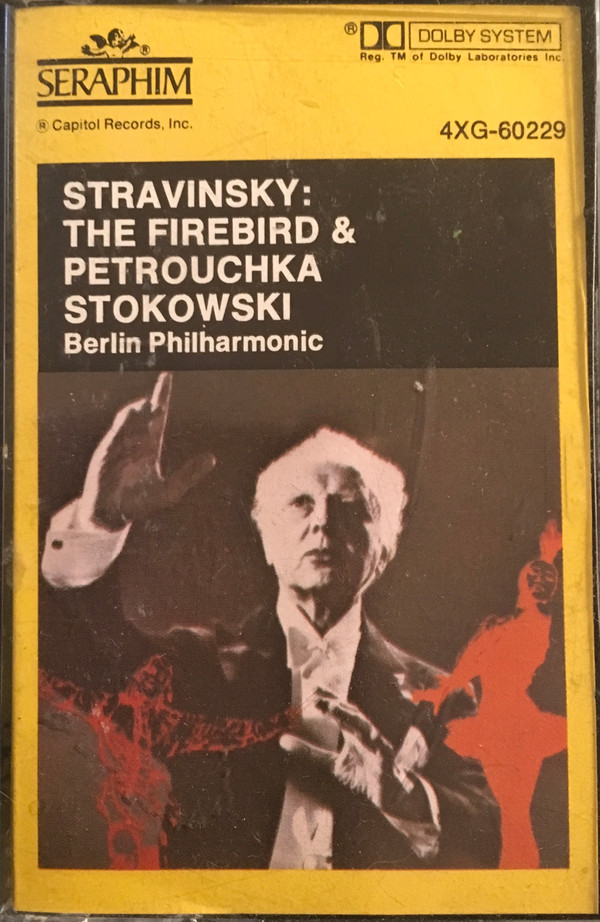 SERAPHIM ®
® Capitol Records, Inc.
® DOLBY SYSTEM
Reg. TM of Dolby Laboratories Inc.
4XG-60229
STRAVINSKY:
THE FIREBIRD &
PETROUCHKA
STOKOWSKI
Berlin Philharmonic